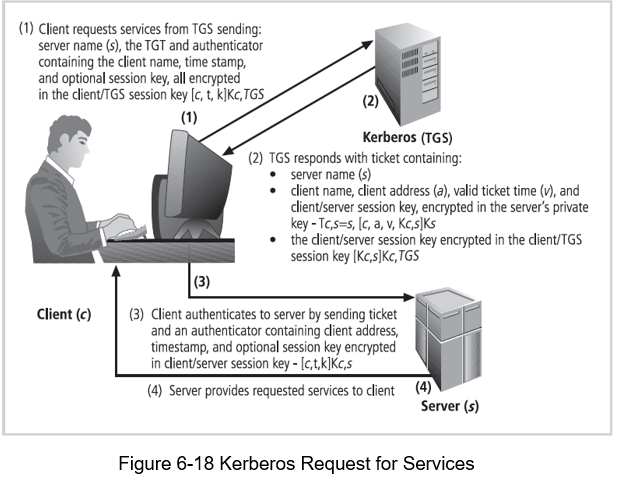 (1) Client requests services from TGS sending:
server name (s), the TGT and authenticator
containing the client name, time stamp,
and optional session key, all encrypted
in the client/TGS session key [c, t, k]Kc,TGS
(1)
(2)
Kerberos (TGS)
(2) TGS responds with ticket containing:
• server name (s)
• client name, client address (a), valid ticket time (v), and
client/server session key, encrypted in the server's private
key - Tc,s=s, [c, a, v, Kc,s]Ks
• the client/server session key encrypted in the client/TGS
session key [Kc,s]Kc,TGS
(3)
Client (c)
(3) Client authenticates to server by sending ticket
and an authenticator containing client address,
timestamp, and optional session key encrypted
in client/server session key - [c,t,k]Kc,s
(4) Server provides requested services to client
(4)
Server (s)
Figure 6-18 Kerberos Request for Services